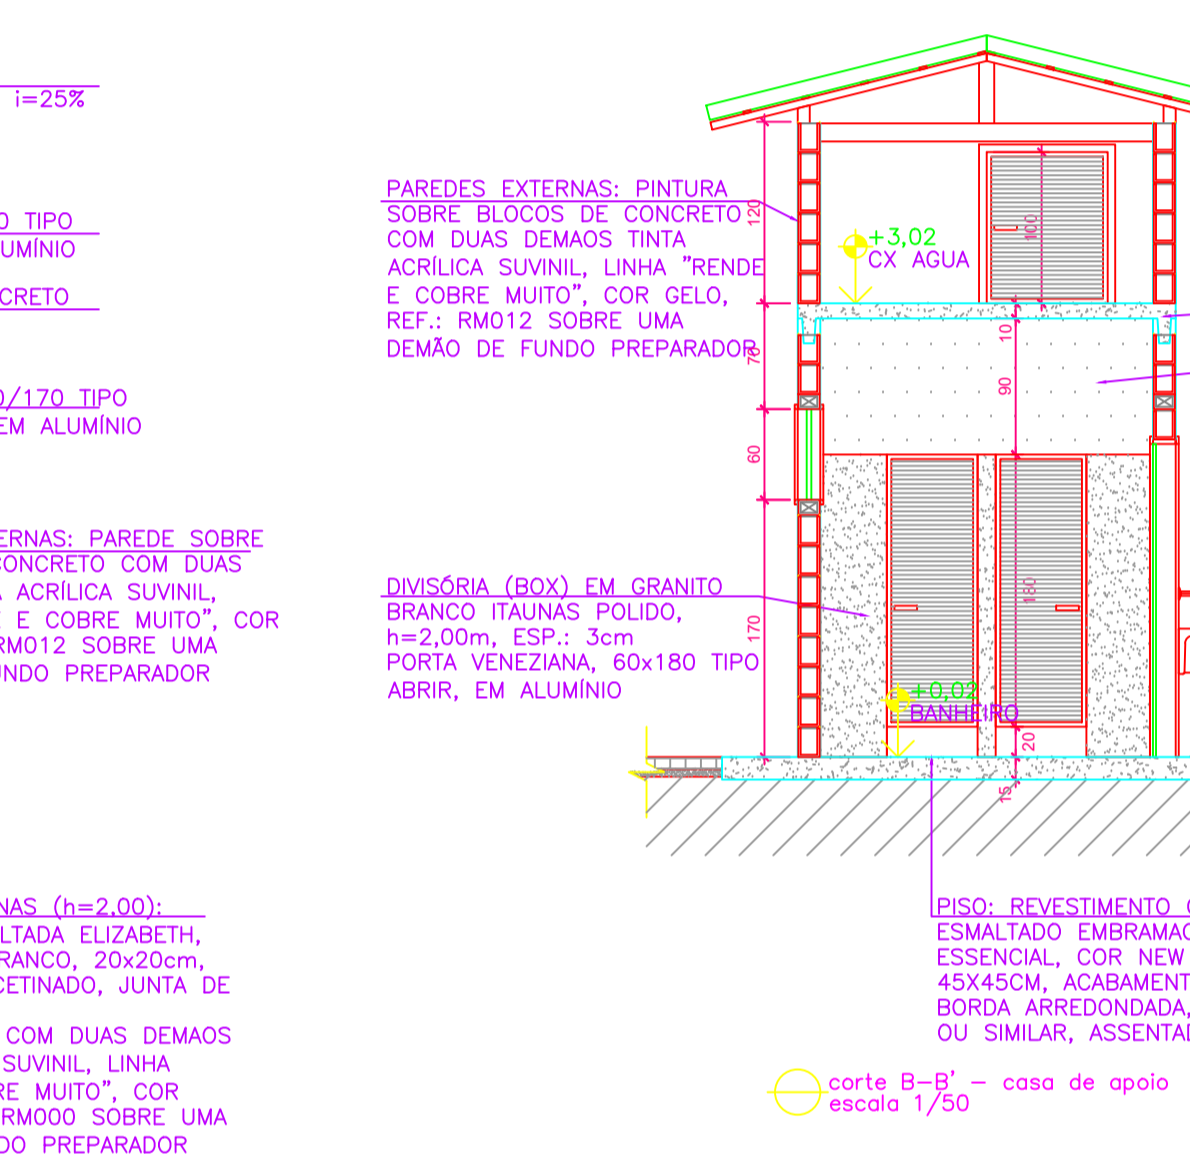 i=25%
TIPO
UMÍNIO
CRETO
0/170 TIPO
EM ALUMÍNIO
ERNAS: PAREDE SOBRE
CONCRETO COM DUAS
ACRÍLICA SUVINIL,
E COBRE MUITO", COR
RM012 SOBRE UMA
UNDO PREPARADOR
NAS (h=2,00):
LTADA ELIZABETH,
RANCO, 20x20cm,
CETINADO, JUNTA DE
COM DUAS DEMAOS
SUVINIL, LINHA
RE MUITO", COR
RM000 SOBRE UMA
DO PREPARADOR
PAREDES EXTERNAS: PINTURA
SOBRE BLOCOS DE CONCRETO
COM DUAS DEMAOS TINTA
ACRÍLICA SUVINIL, LINHA "RENDE
E COBRE MUITO", COR GELO,
REF.: RM012 SOBRE UMA
DEMÃO DE FUNDO PREPARADOR
DIVISÓRIA (BOX) EM GRANITO
BRANCO ITAUNAS POLIDO,
h=2,00m, ESP.: 3cm
PORTA VENEZIANA, 60x180 TIPO
ABRIR, EM ALUMÍNIO
120
70
60
170
+3,02
CX AGUA
100
10
90
180
+0,02
BANHEIRO
20
15
PISO: REVESTIMENTO
ESMALTADO EMBRAMAC
ESSENCIAL, COR NEW
45X45CM, ACABAMENT
BORDA ARREDONDADA,
OU SIMILAR, ASSENTAD
corte B-B' - casa de apoio
escala 1/50